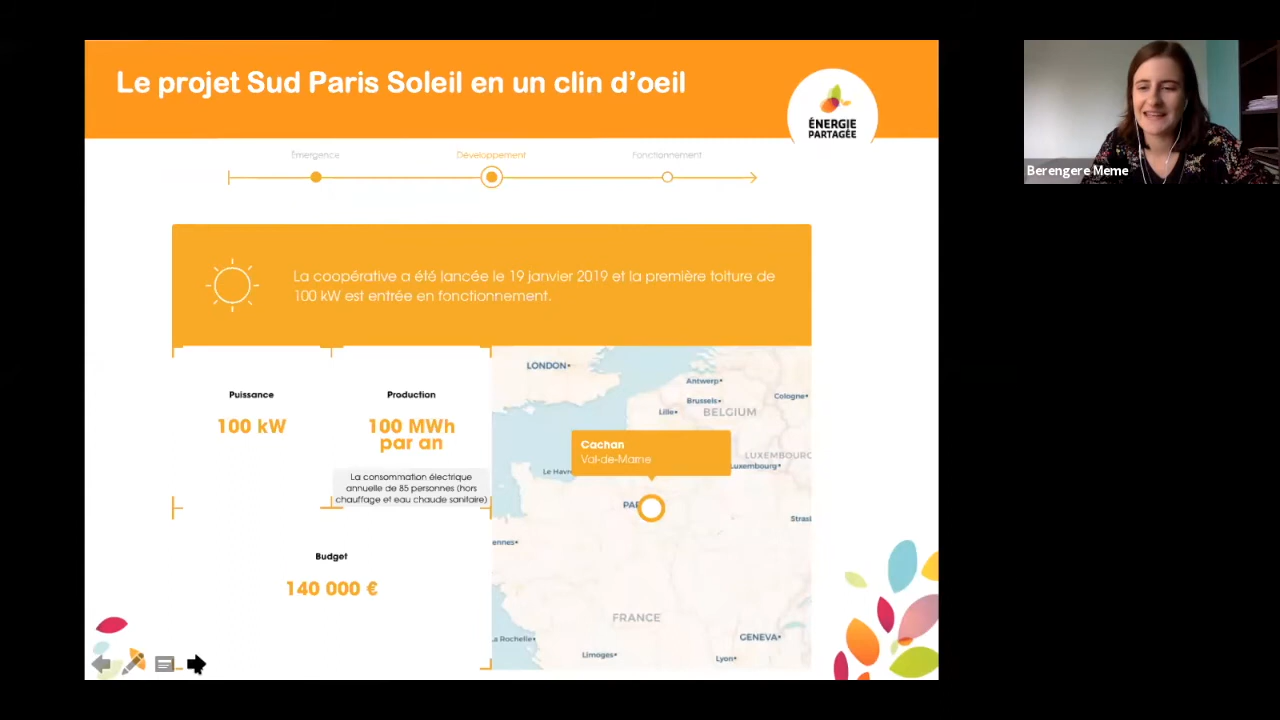 Le projet Sud Paris Soleil en un clin d'oeil
ÉNERGIE
PARTAGÉE
Émergence
Développement
Fonctionnement
La coopérative a été lancée le 19 janvier 2019 et la première toiture de
100 kW est entrée en fonctionnement.
Puissance
100 kW
Production
100 MWh
par an
La consommation électrique
annuelle de 85 personnes (hors
chauffage et eau chaude sanitaire)
Budget
140 000 €
LONDON
Antwerp
Brussels
Cologne
Lille
BELGIUM
Cachan
Val-de-Marne
LUXEMBOURG
Luxembourg
Le Havre
PAR
Strasb
ennes
FRANCE
La Rochelle
GENEVA
Limoges
Lyon
Berengere Meme